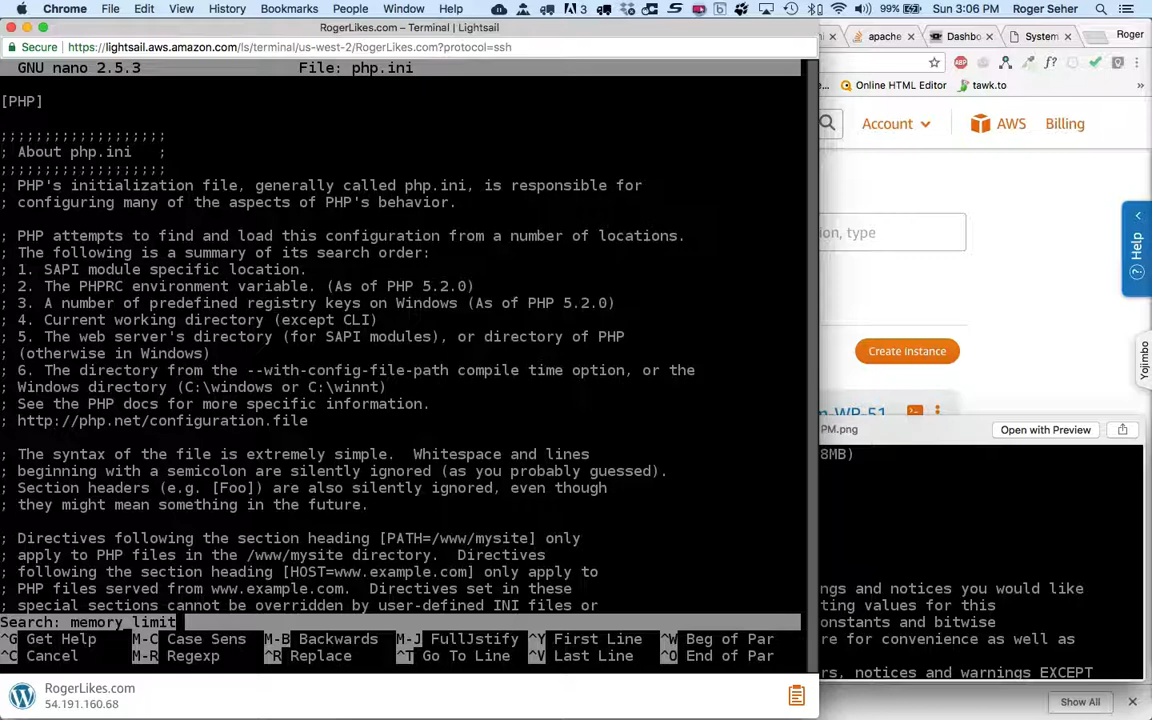 Chrome File Edit View History Bookmarks People Window Help 3 99% Sun 3:06 PM Roger Seher
RogerLikes.com – Terminal | Lightsail
Secure https://lightsail.aws.amazon.com/ls/terminal/us-west-2/RogerLikes.com?protocol=ssh
apache Dashbo System Roger
ABP f?
Online HTML Editor tawk.to »
Account AWS Billing
ion, type
Help
Yojimbo
Create instance
n-WP-51
PM.png Open with Preview
8MB)
ngs and notices you would like
ting values for this
onstants and bitwise
re for convenience as well as
rs, notices and warnings EXCEPT
Show All
GNU nano 2.5.3 File: php.ini
[PHP]
;;;;;;;;;;;;;;;;;;;
; About php.ini   ;
;;;;;;;;;;;;;;;;;;;
; PHP's initialization file, generally called php.ini, is responsible for
; configuring many of the aspects of PHP's behavior.
; PHP attempts to find and load this configuration from a number of locations.
; The following is a summary of its search order:
; 1. SAPI module specific location.
; 2. The PHPRC environment variable. (As of PHP 5.2.0)
; 3. A number of predefined registry keys on Windows (As of PHP 5.2.0)
; 4. Current working directory (except CLI)
; 5. The web server's directory (for SAPI modules), or directory of PHP
; (otherwise in Windows)
; 6. The directory from the --with-config-file-path compile time option, or the
; Windows directory (C:\windows or C:\winnt)
; See the PHP docs for more specific information.
; http://php.net/configuration.file
; The syntax of the file is extremely simple.  Whitespace and lines
; beginning with a semicolon are silently ignored (as you probably guessed).
; Section headers (e.g. [Foo]) are also silently ignored, even though
; they might mean something in the future.
; Directives following the section heading [PATH=/www/mysite] only
; apply to PHP files in the /www/mysite directory.  Directives
; following the section heading [HOST=www.example.com] only apply to
; PHP files served from www.example.com.  Directives set in these
; special sections cannot be overridden by user-defined INI files or
Search: memory_limit
^G Get Help M-C Case Sens M-B Backwards M-J FullJstify ^Y First Line ^W Beg of Par
^C Cancel M-R Regexp ^R Replace ^T Go To Line ^V Last Line ^O End of Par
RogerLikes.com
54.191.160.68